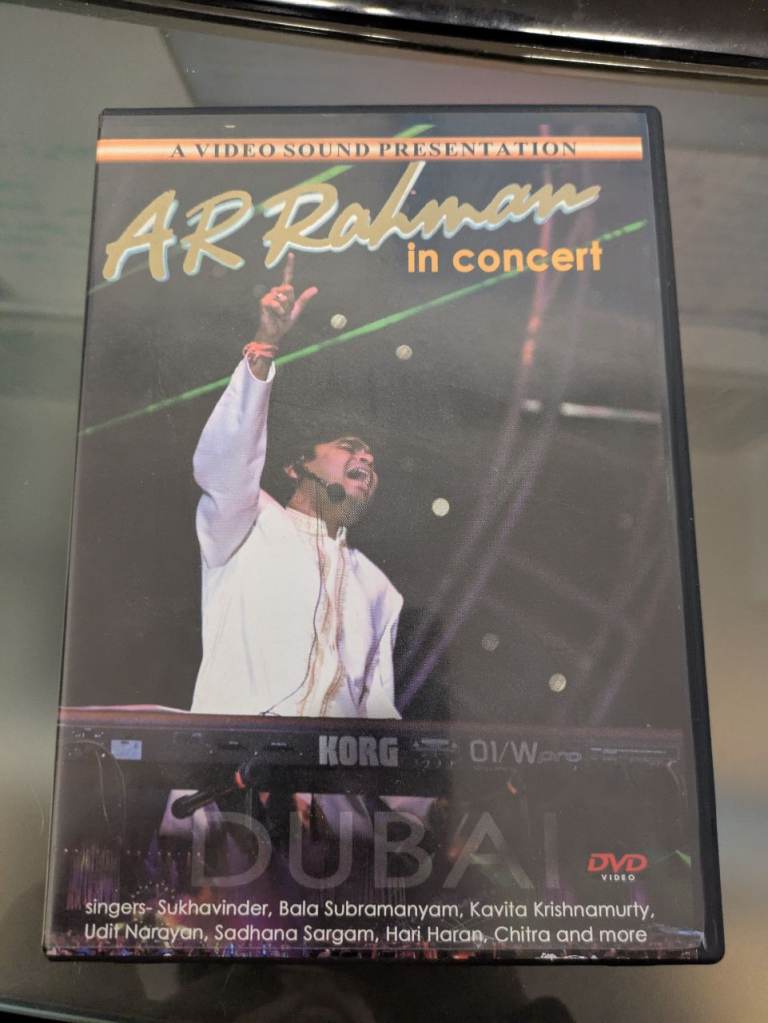 A VIDEO SOUND PRESENTATION
AR Rahman
in concert
KORG 01/Wpro
DUBAI
DVD
VIDEO
singers- Sukhavinder, Bala Subramanyam, Kavita Krishnamurty,
Udit Narayan, Sadhana Sargam, Hari Haran, Chitra and more